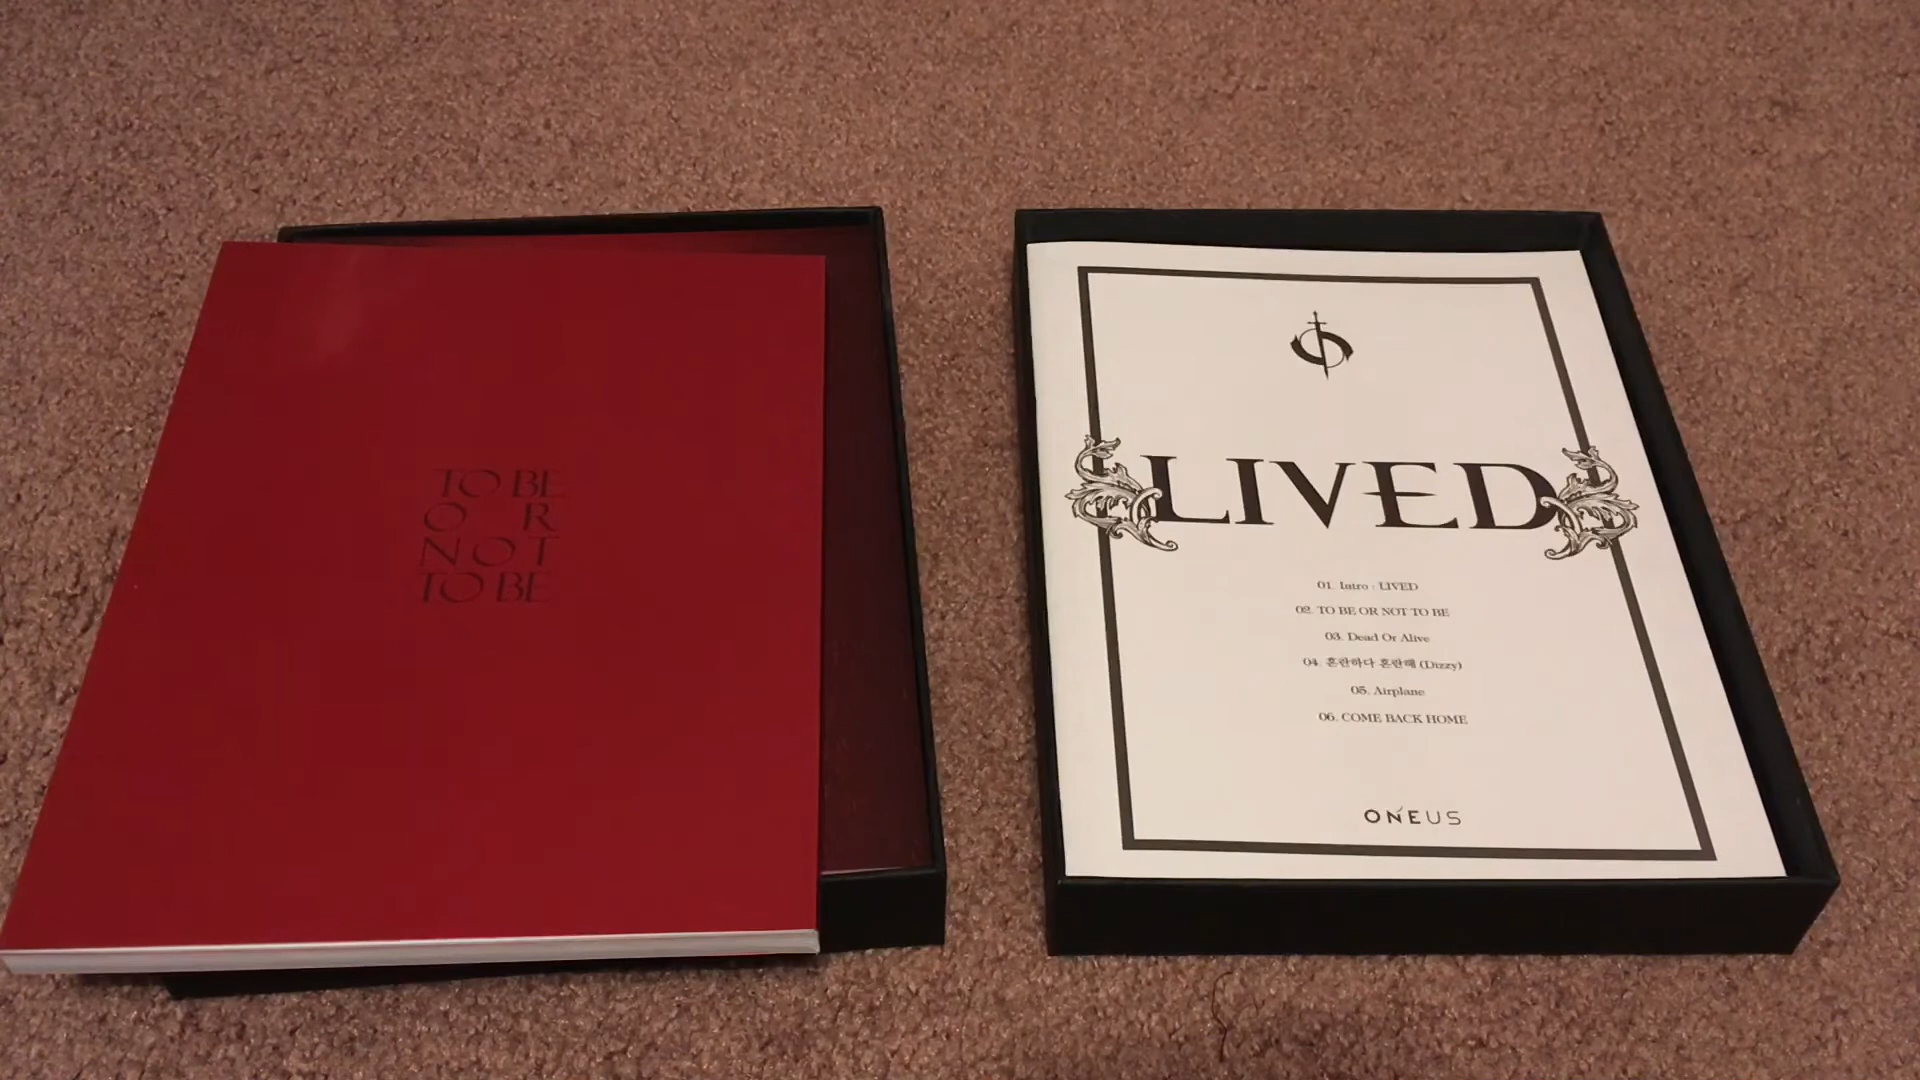 TO BE
O R
NOT
TO BE
LIVED
01. Intro : LIVED
02. TO BE OR NOT TO BE
03. Dead Or Alive
04. 혼란하다 혼란해 (Dizzy)
05. Airplane
06. COME BACK HOME
ONEUS